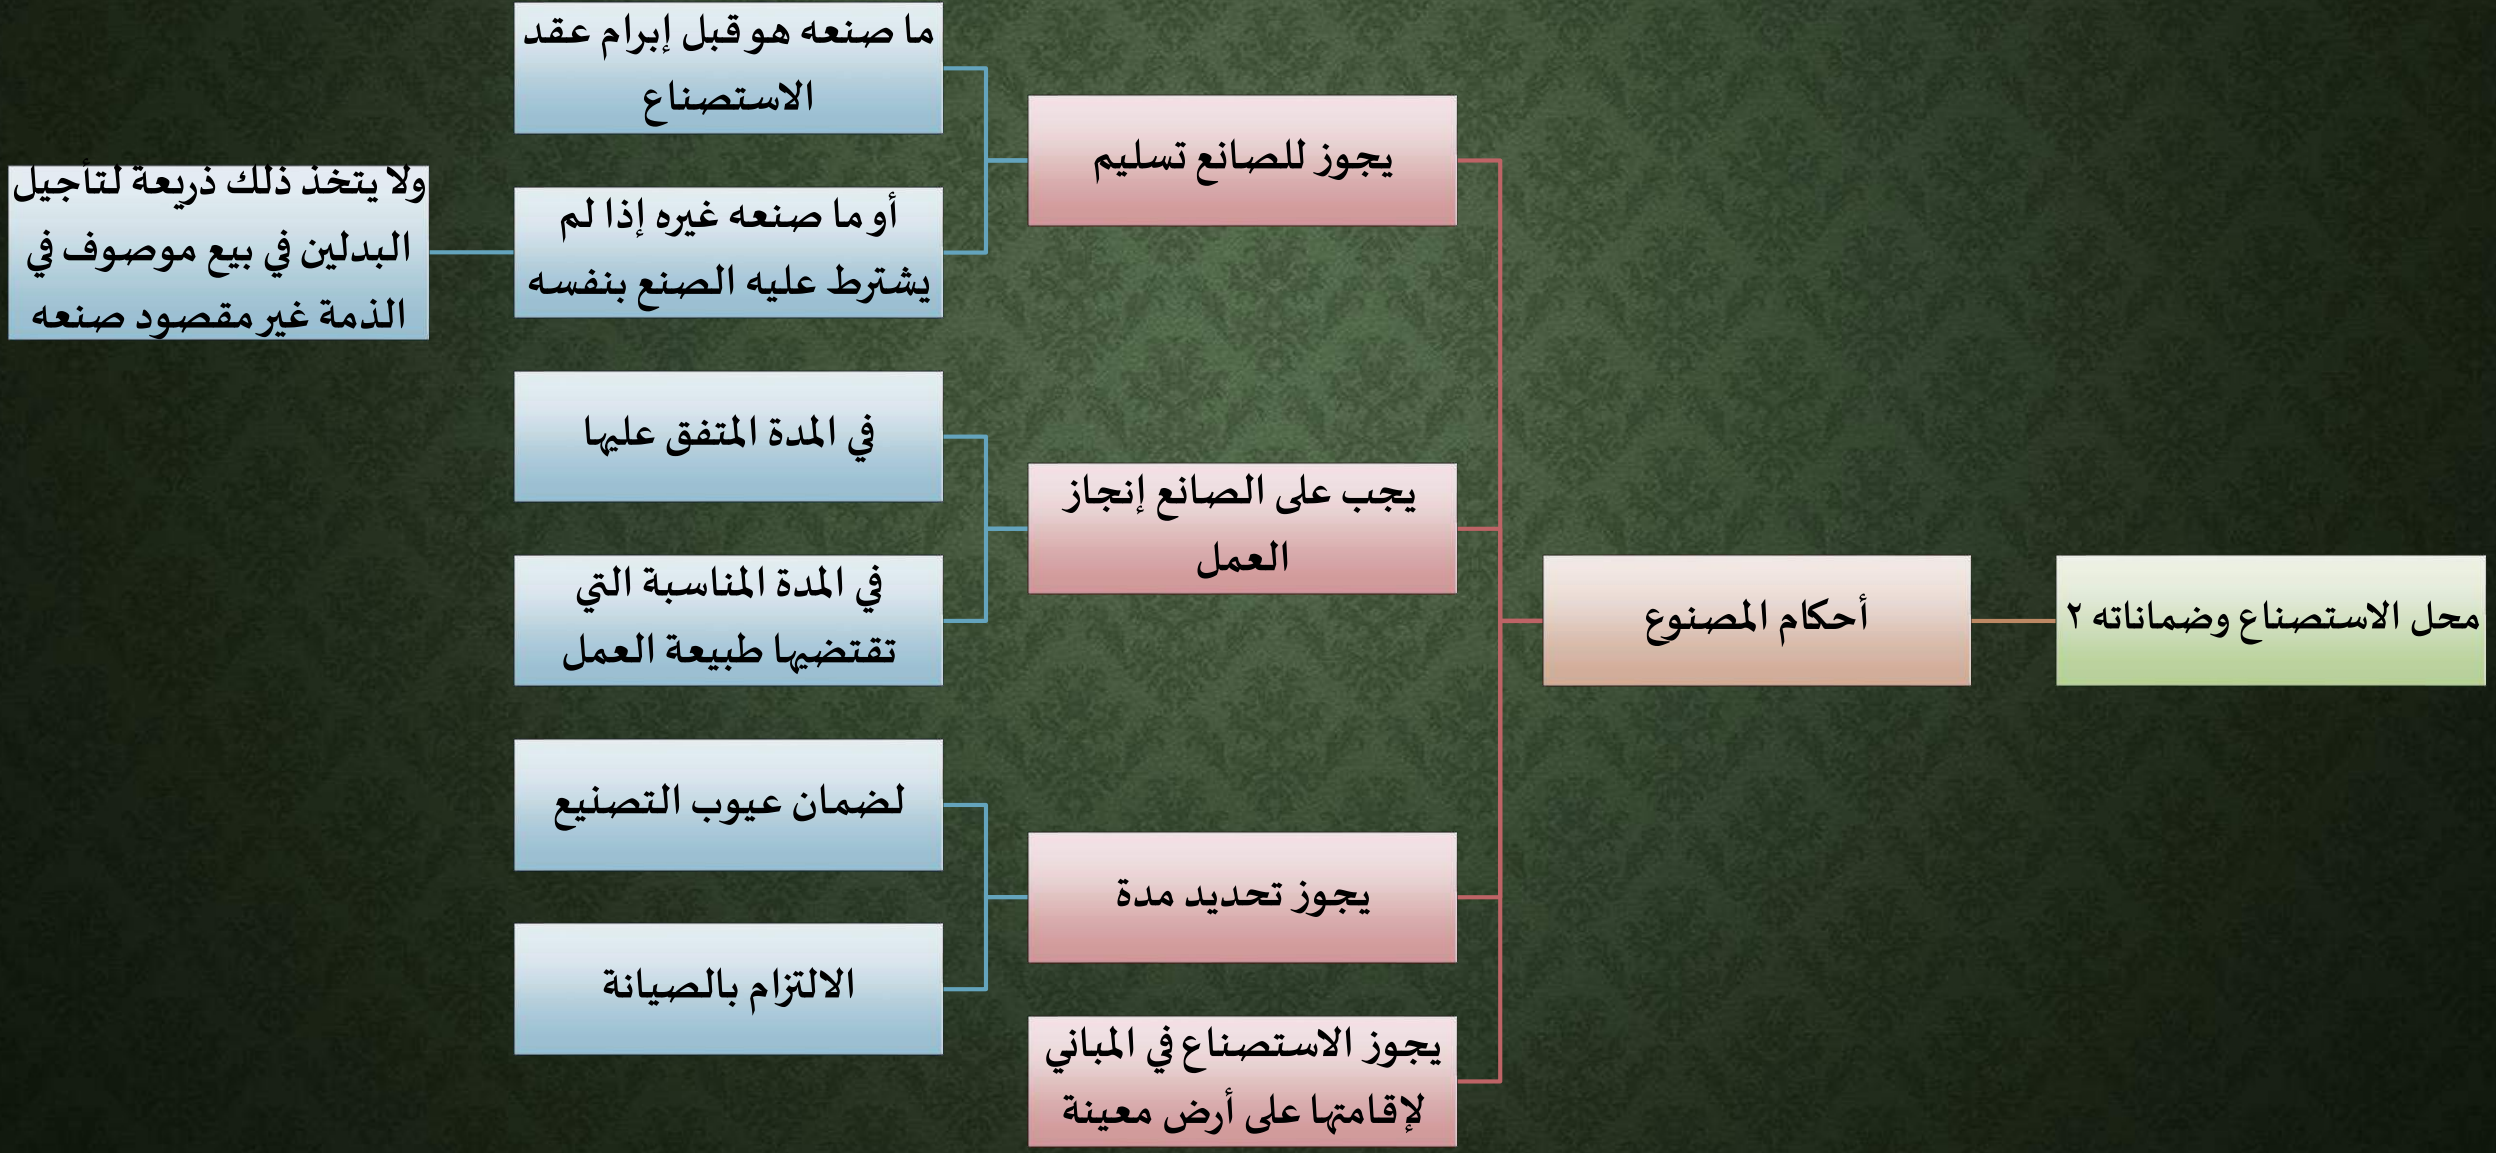 محل الاستصناع وضماناته ٢
أحكام المصنوع
يجوز للصانع تسليم
ما صنعه هو قبل إبرام عقد
الاستصناع
أو ما صنعه غيره إذا لم
يشترط عليه الصنع بنفسه
ولا يتخذ ذلك ذريعة لتأجيل
البدلين في بيع موصوف في
الذمة غير مقصود صنعه
يجب على الصانع إنجاز
العمل
في المدة المتفق عليها
في المدة المناسبة التي
تقتضيها طبيعة العمل
يجوز تحديد مدة
لضمان عيوب التصنيع
الالتزام بالصيانة
يجوز الاستصناع في المباني
لإقامتها على أرض معينة